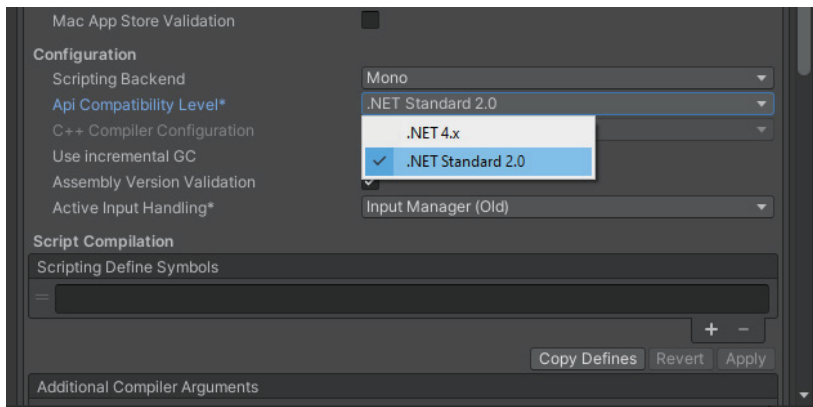 Mac App Store Validation
Configuration
Scripting Backend Mono
Api Compatibility Level* .NET Standard 2.0
C++ Compiler Configuration
.NET 4.x
Use incremental GC
.NET Standard 2.0
Assembly Version Validation
Active Input Handling* Input Manager (Old)
Script Compilation
Scripting Define Symbols
Copy Defines Revert Apply
Additional Compiler Arguments